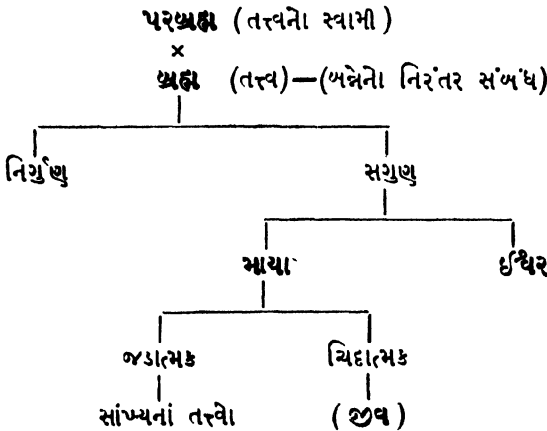 પરબ્રહ્મ (તત્ત્વનો સ્વામી)
×
બ્રહ્મ (તત્ત્વ)—(બન્નેનો નિરંતર સંબંધ)
નિર્ગુણ સગુણ
માયા ઈશ્વર
જડાત્મક ચિદાત્મક
સાંખ્યનાં તત્ત્વો (જીવ)